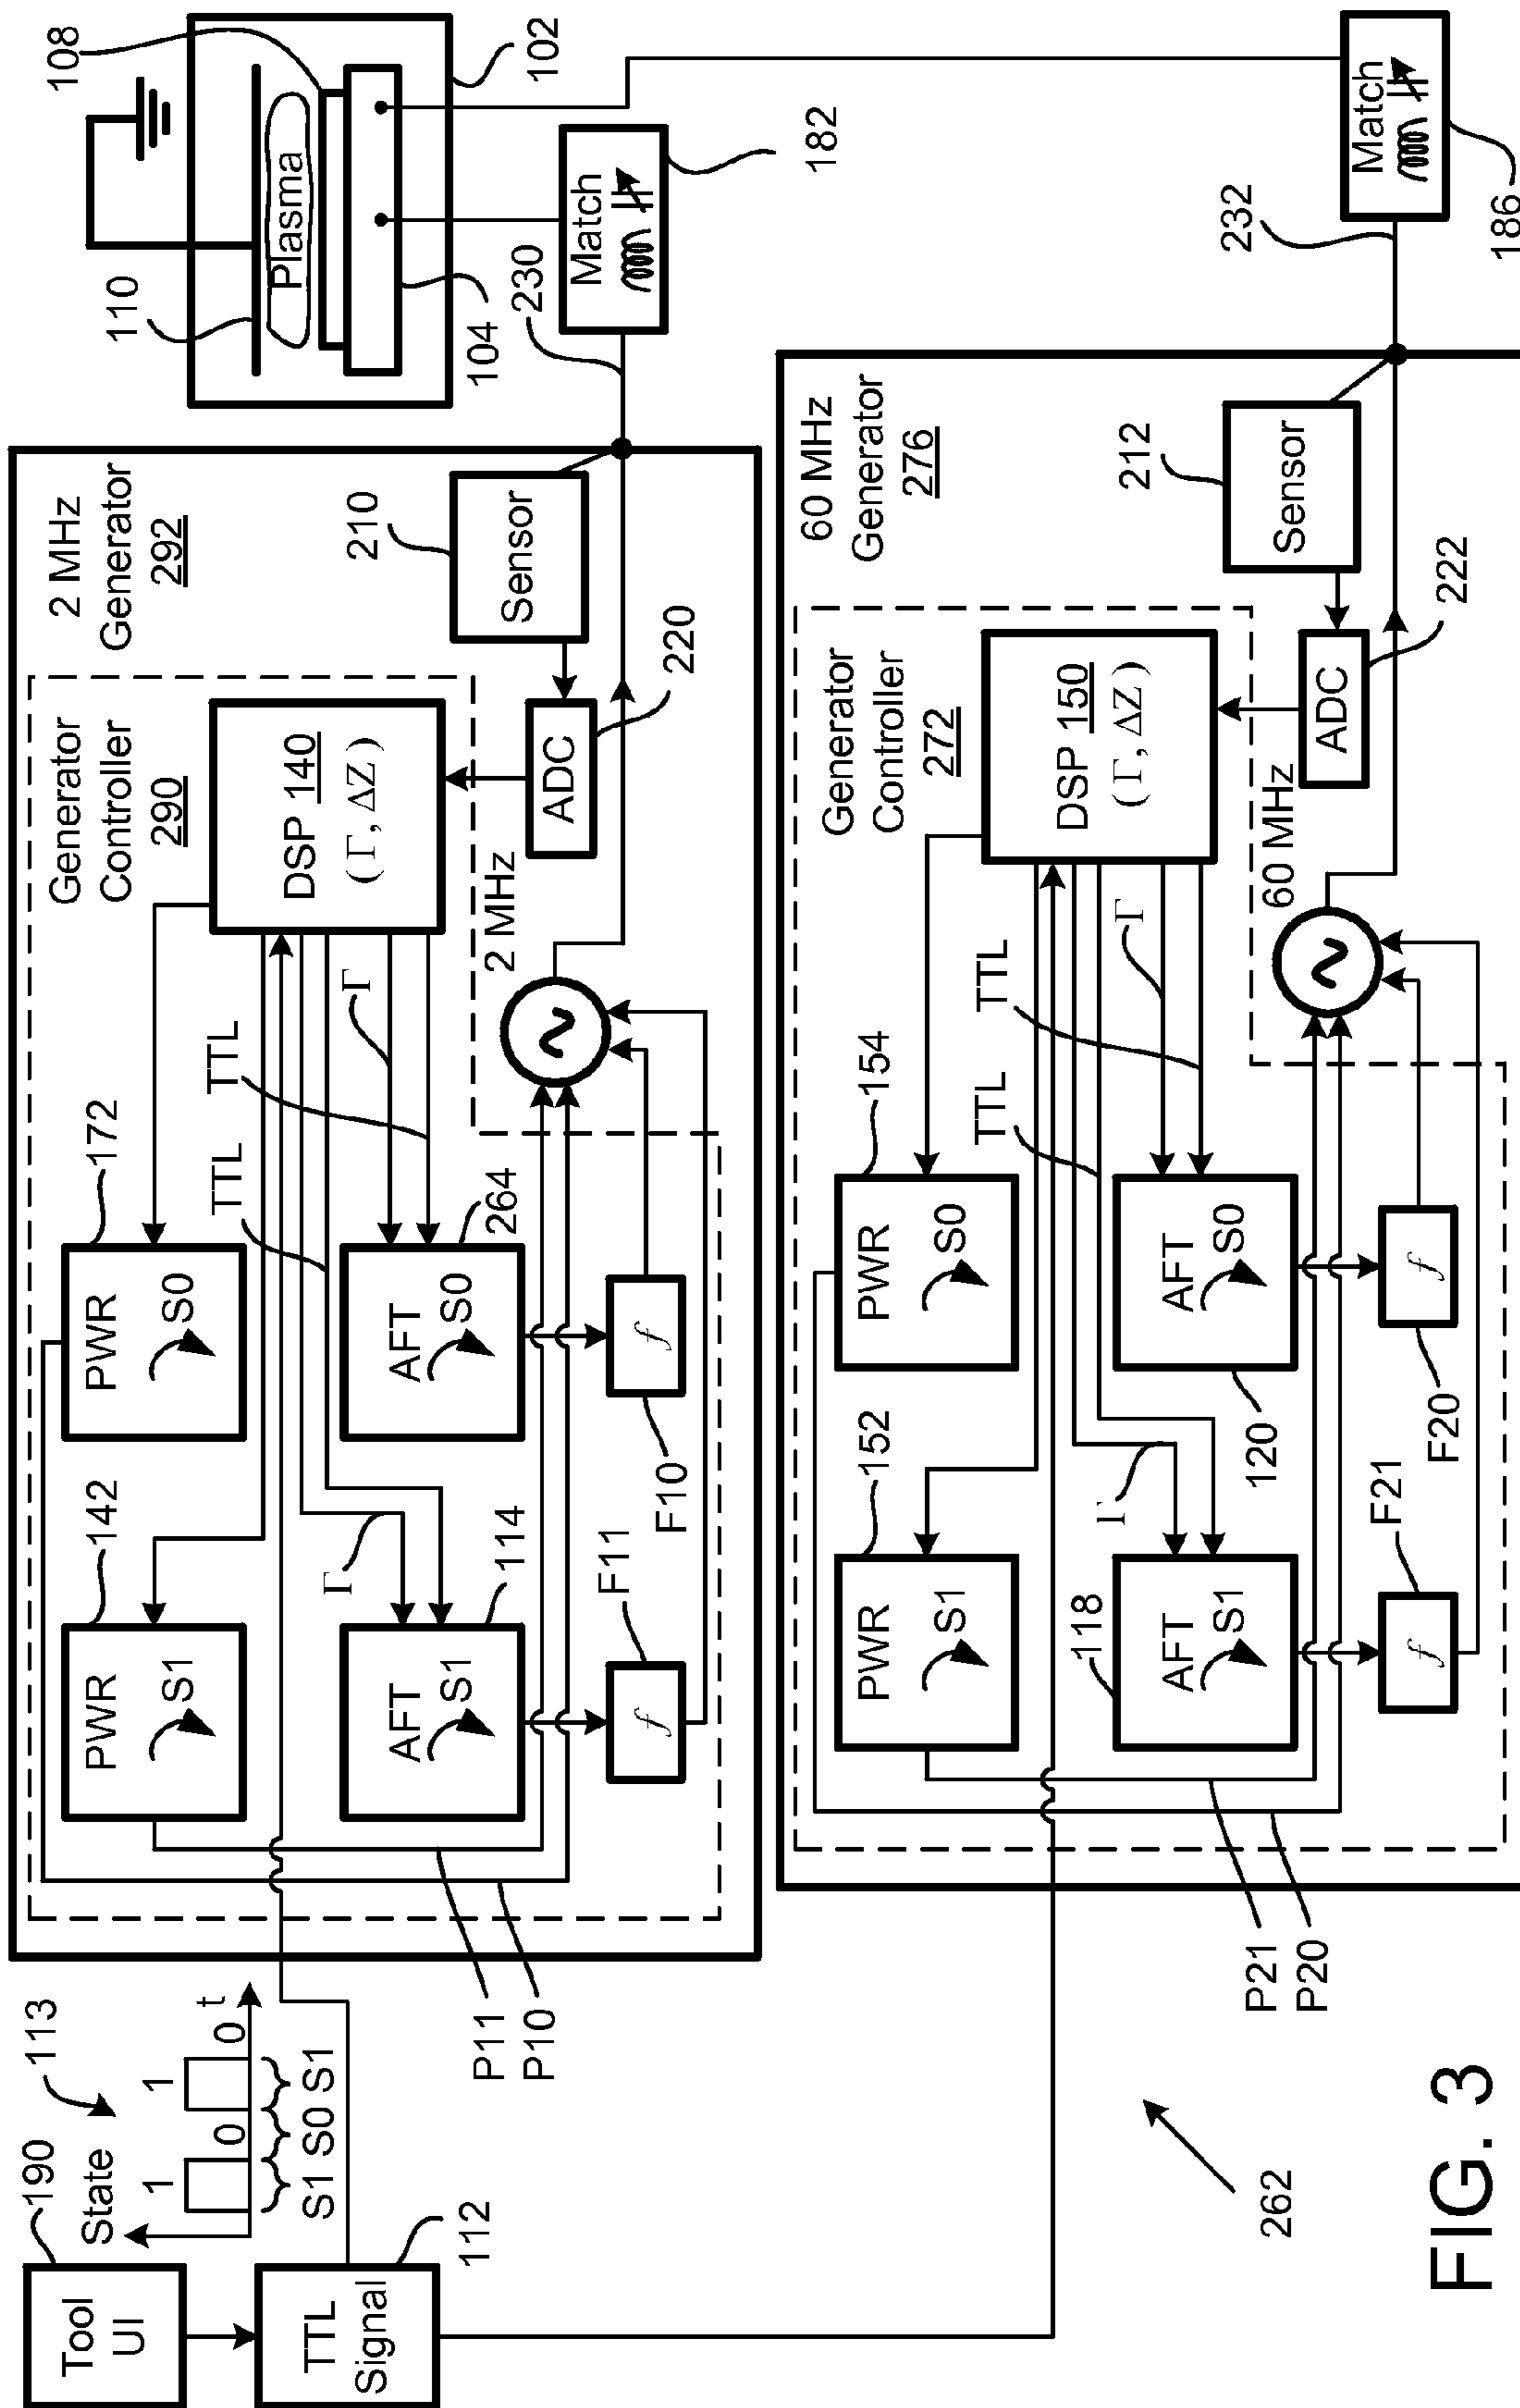 190
Tool
UI
State
113
1
0
1
0
t
S1
S0
S1
TTL
Signal
112
P11
P10
142
PWR
S1
172
PWR
S0
TTL
TTL
Γ
Γ
AFT
S1
114
AFT
S0
264
f
F11
f
F10
Generator
Controller
290
DSP 140
(Γ, ΔZ)
2 MHz
ADC
220
2 MHz
Generator
292
210
Sensor
230
110
108
Plasma
104
102
Match
182
P21
P20
152
PWR
S1
154
PWR
S0
TTL
TTL
Γ
Γ
118
AFT
S1
120
AFT
S0
f
F21
f
F20
Generator
Controller
272
DSP 150
(Γ, ΔZ)
60 MHz
ADC
222
60 MHz
Generator
276
212
Sensor
232
Match
186
262
FIG. 3